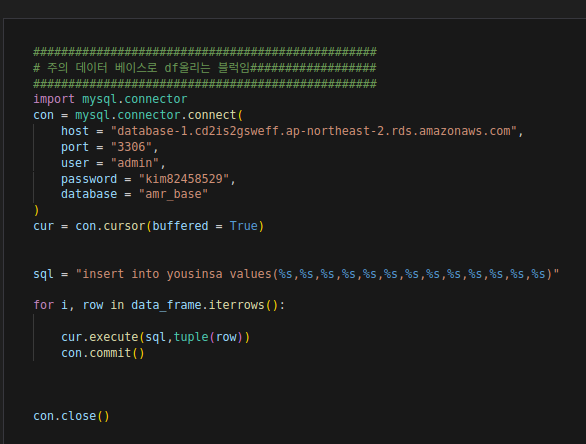 #################################################
# 주의 데이터 베이스로 df올리는 블럭임##################
#################################################
import mysql.connector
con = mysql.connector.connect(
    host = "database-1.cd2is2gsweff.ap-northeast-2.rds.amazonaws.com",
    port = "3306",
    user = "admin",
    password = "kim82458529",
    database = "amr_base"
)
cur = con.cursor(buffered = True)
sql = "insert into yousinsa values(%s,%s,%s,%s,%s,%s,%s,%s,%s,%s,%s,%s,%s)"
for i, row in data_frame.iterrows():
    cur.execute(sql,tuple(row))
    con.commit()
con.close()